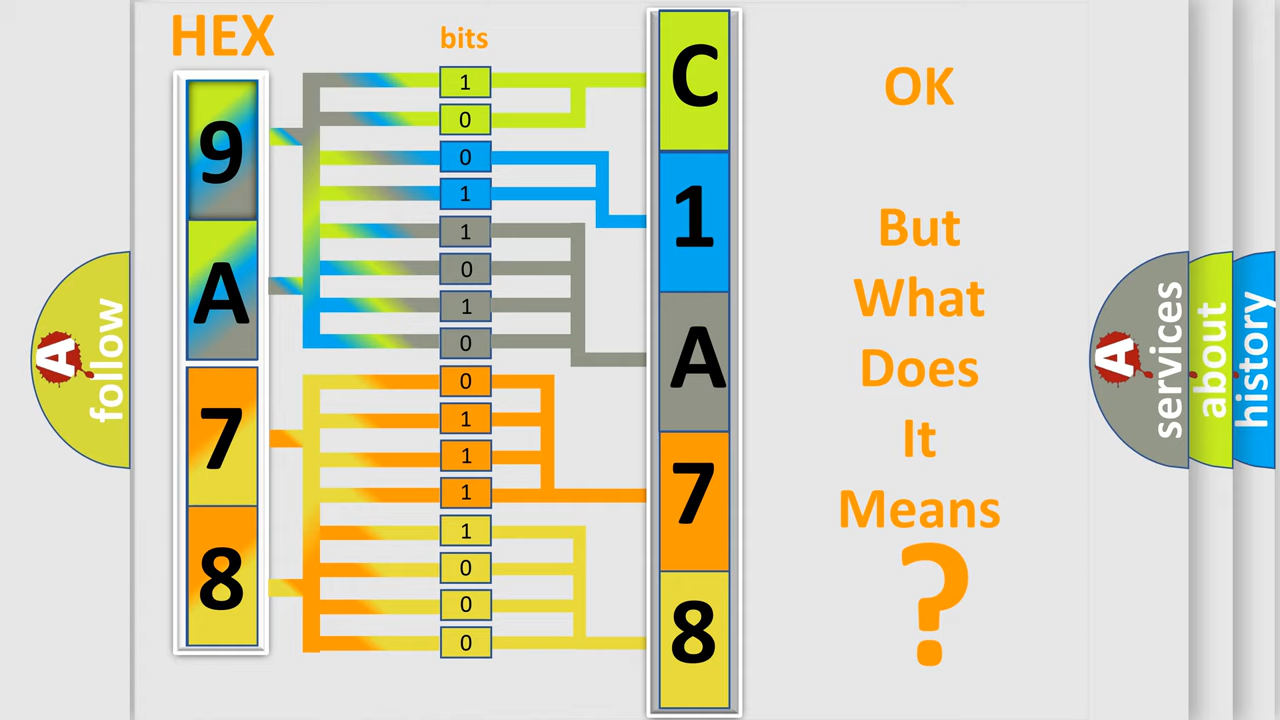 HEX
bits
9
A
7
8
1
0
0
1
1
0
1
0
0
1
1
1
1
0
0
0
C
1
A
7
8
OK
But
What
Does
It
Means
?
A
follow
A
services
about
history